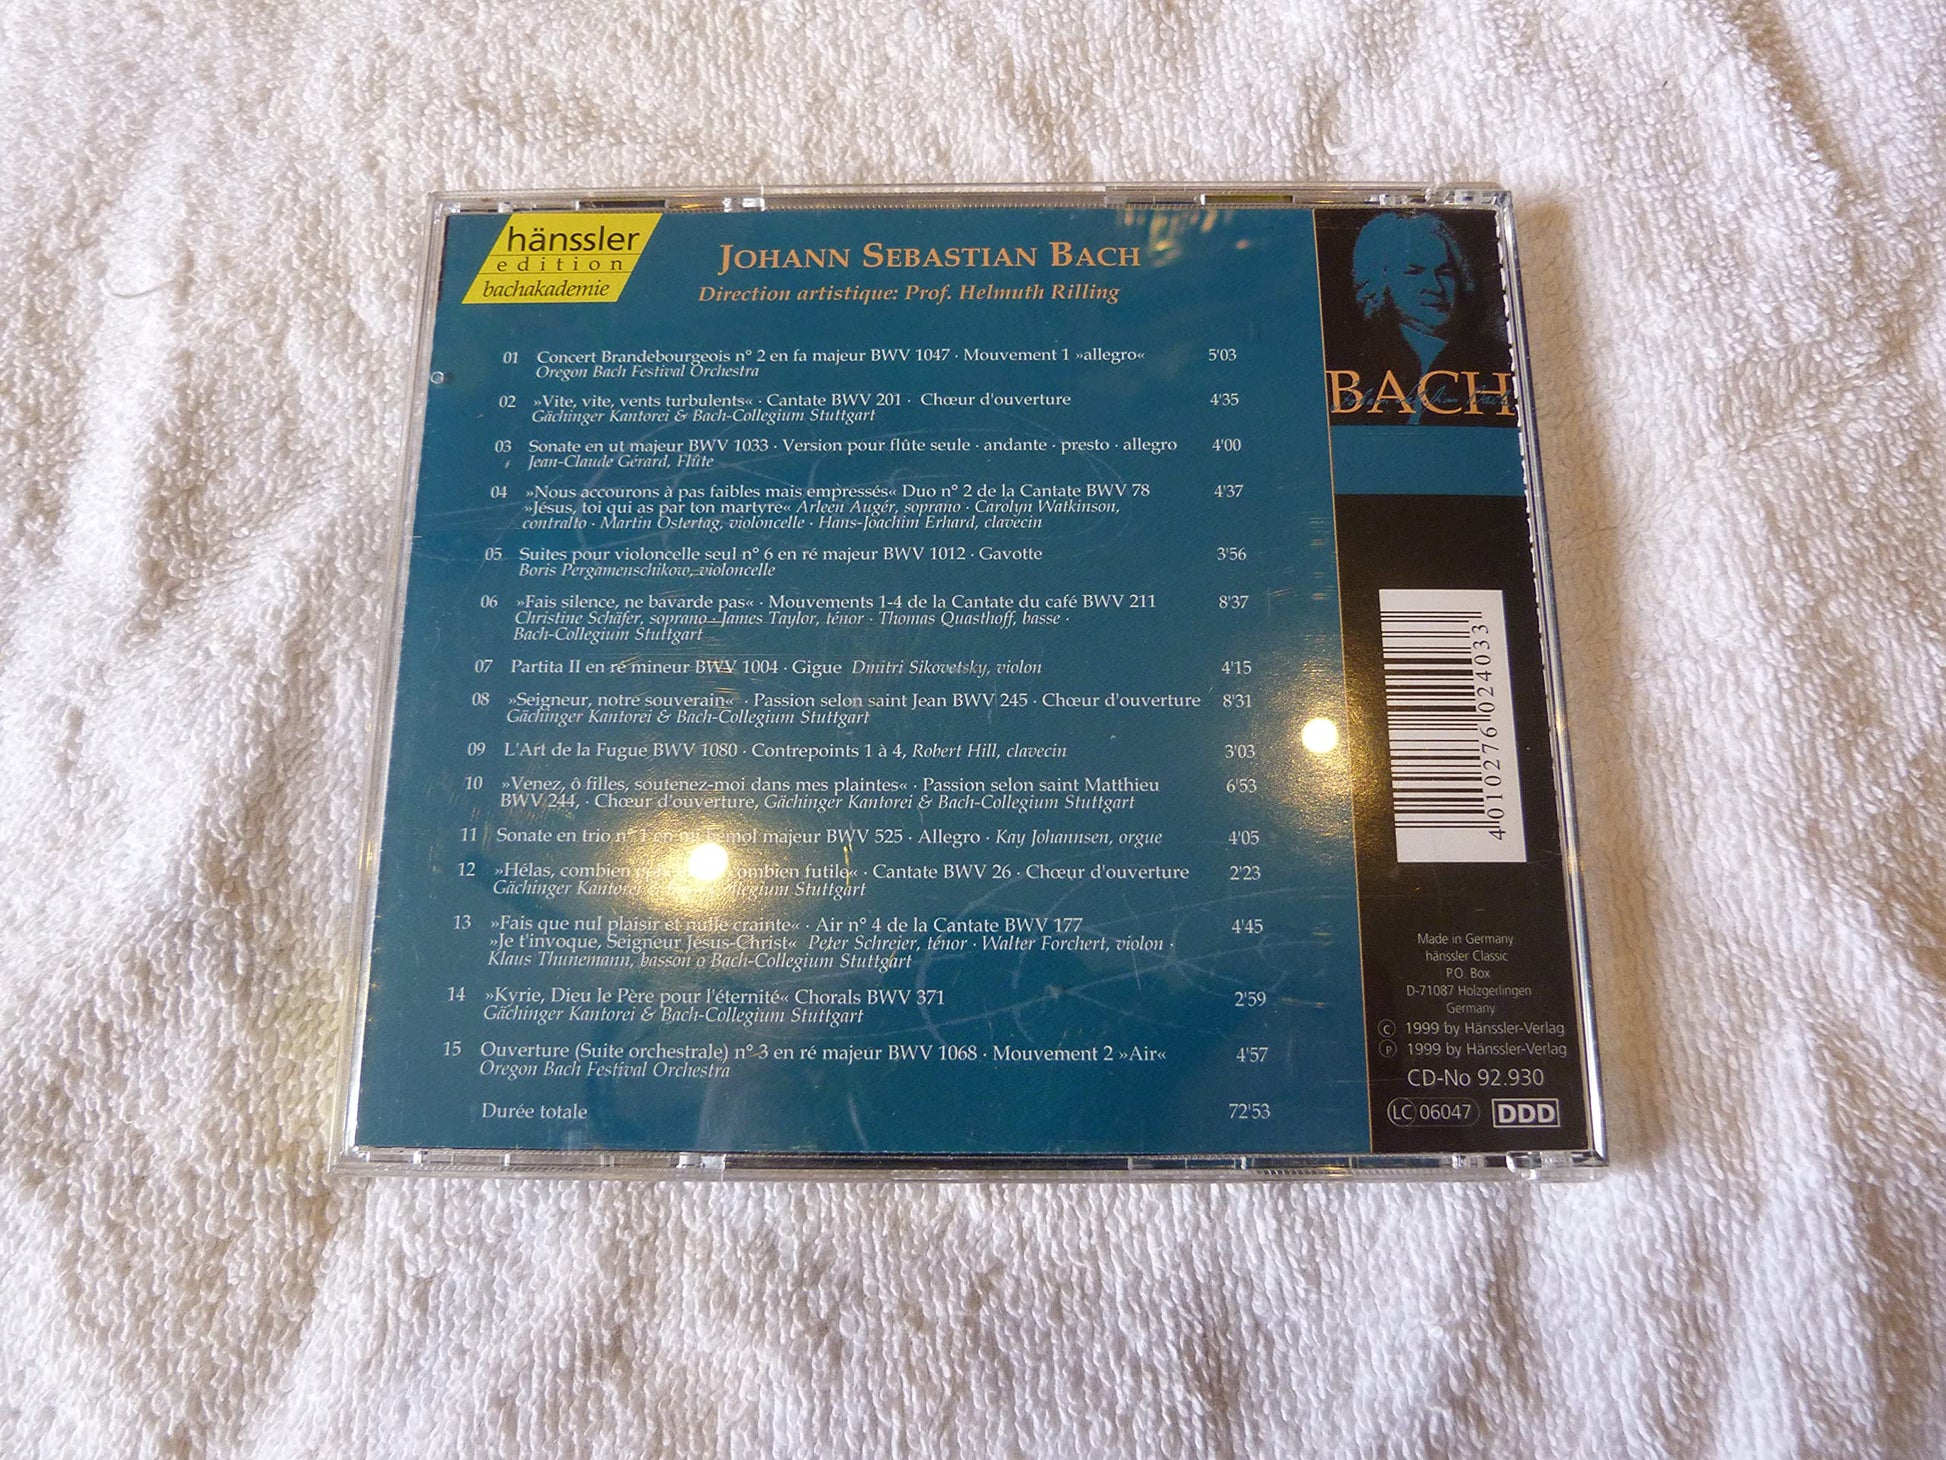 hänssler
edition
bachakademie
JOHANN SEBASTIAN BACH
Direction artistique: Prof. Helmuth Rilling
01 Concert Brandebourgeois n° 2 en fa majeur BWV 1047 · Mouvement 1 »allegro« 5'03
Oregon Bach Festival Orchestra
02 »Vite, vite, vents turbulents« · Cantate BWV 201 · Chœur d'ouverture 4'35
Gächinger Kantorei & Bach-Collegium Stuttgart
03 Sonate en ut majeur BWV 1033 · Version pour flûte seule · andante · presto · allegro 4'00
Jean-Claude Gérard, Flûte
04 »Nous accourons à pas faibles mais empressés« Duo n° 2 de la Cantate BWV 78 4'37
»Jésus, toi qui as par ton martyre« Arleen Augér, soprano · Carolyn Watkinson,
contralto · Martin Ostertag, violoncelle · Hans-Joachim Erhard, clavecin
05 Suites pour violoncelle seul n° 6 en ré majeur BWV 1012 · Gavotte 3'56
Boris Pergamenschikow, violoncelle
06 »Fais silence, ne bavarde pas« · Mouvements 1-4 de la Cantate du café BWV 211 8'37
Christine Schäfer, soprano · James Taylor, ténor · Thomas Quasthoff, basse ·
Bach-Collegium Stuttgart
07 Partita II en ré mineur BWV 1004 · Gigue Dmitri Sikovetsky, violon 4'15
08 »Seigneur, notre souverain« · Passion selon saint Jean BWV 245 · Chœur d'ouverture 8'31
Gächinger Kantorei & Bach-Collegium Stuttgart
09 L'Art de la Fugue BWV 1080 · Contrepoints 1 à 4, Robert Hill, clavecin 3'03
10 »Venez, ô filles, soutenez-moi dans mes plaintes« · Passion selon saint Matthieu 6'53
BWV 244, · Chœur d'ouverture, Gächinger Kantorei & Bach-Collegium Stuttgart
11 Sonate en trio n° 1 en mi bémol majeur BWV 525 · Allegro · Kay Johannsen, orgue 4'05
12 »Hélas, combien combien futile« · Cantate BWV 26 · Chœur d'ouverture 2'23
Gächinger Kantorei & Bach-Collegium Stuttgart
13 »Fais que nul plaisir et nulle crainte« · Air n° 4 de la Cantate BWV 177 4'45
»Je t'invoque, Seigneur Jésus-Christ« Peter Schreier, ténor · Walter Forchert, violon ·
Klaus Thunemann, basson o Bach-Collegium Stuttgart
14 »Kyrie, Dieu le Père pour l'éternité« Chorals BWV 371 2'59
Gächinger Kantorei & Bach-Collegium Stuttgart
15 Ouverture (Suite orchestrale) n° 3 en ré majeur BWV 1068 · Mouvement 2 »Air« 4'57
Oregon Bach Festival Orchestra
Durée totale 72'53
BACH
4 010276 024033
Made in Germany
hänssler Classic
P.O. Box
D-71087 Holzgerlingen
Germany
© 1999 by Hänssler-Verlag
℗ 1999 by Hänssler-Verlag
CD-No 92.930
LC 06047 DDD